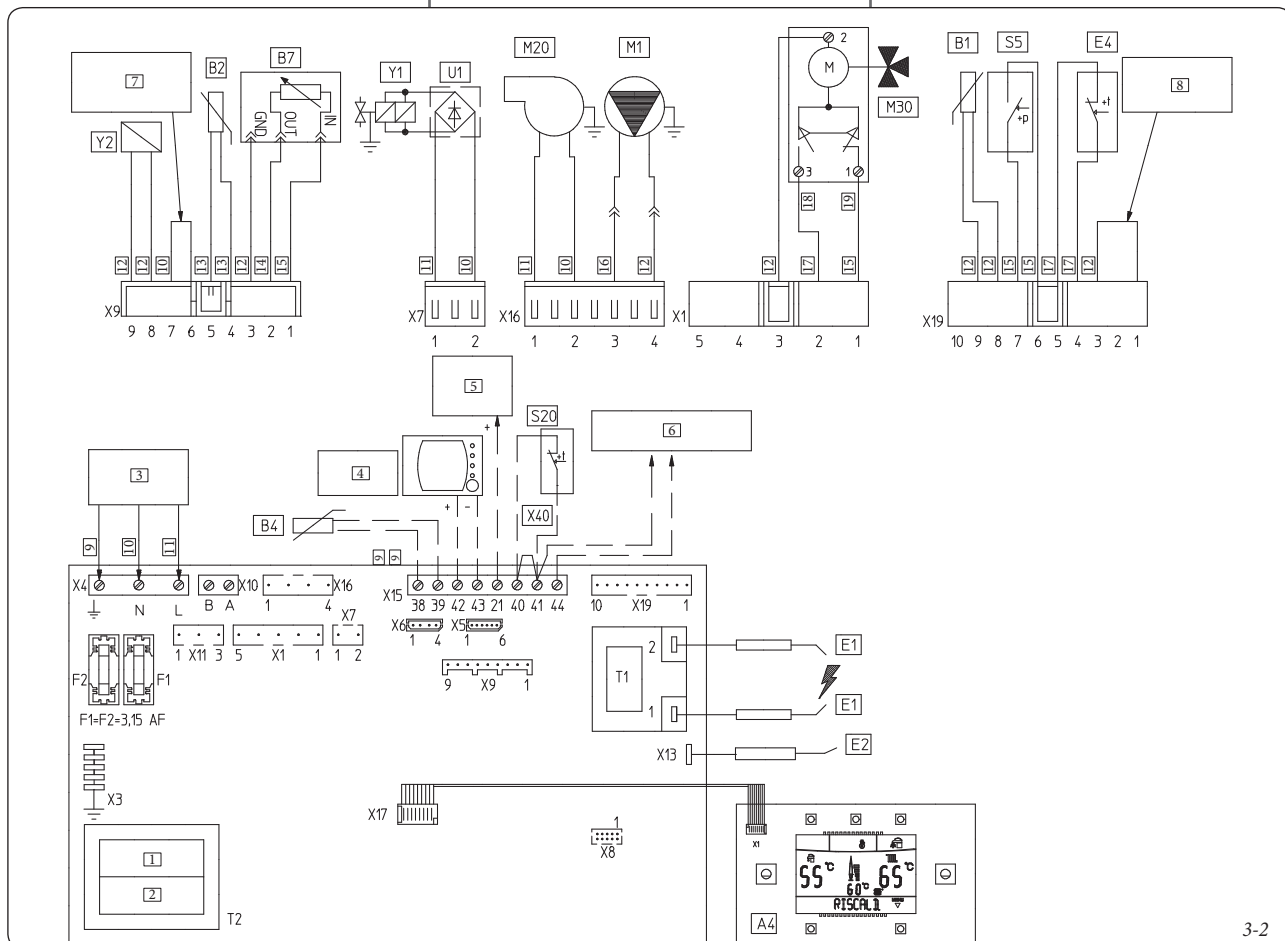 B2 B7 Y1 U1 M20 M1 2 M M30 B1 S5 E4
7 8
Y2
GND OUT IN
+p +t +t
3 1
18 19
12 12 10 13 13 12 14 15
11 10
11 10 16 12
12 17 15
12 12 15 15 17 17 12
X9 X7 X16 X1 X19
9 8 7 6 5 4 3 2 1
1 2
1 2 3 4
5 4 3 2 1
10 9 8 7 6 5 4 3 2 1
5
+
S20
6
3
4
+t
+ -
B4
X40
9 10 11
9 9
X4 X10 X16 X15 X19
N L B A 1 4
38 39 42 43 21 40 41 44
10 1
X7
X6 1 4 X5 1 6
1 X11 3 5 X1 1 1 2
9 X9 1
F2 F1
F1=F2=3,15 AF
T1
2
1
E1
E1
E2
X13
X3
X17
1
X8
X1
1
2
T2
55 °C 60° 65 °C
RISCAL1
MENU
A4
3-2